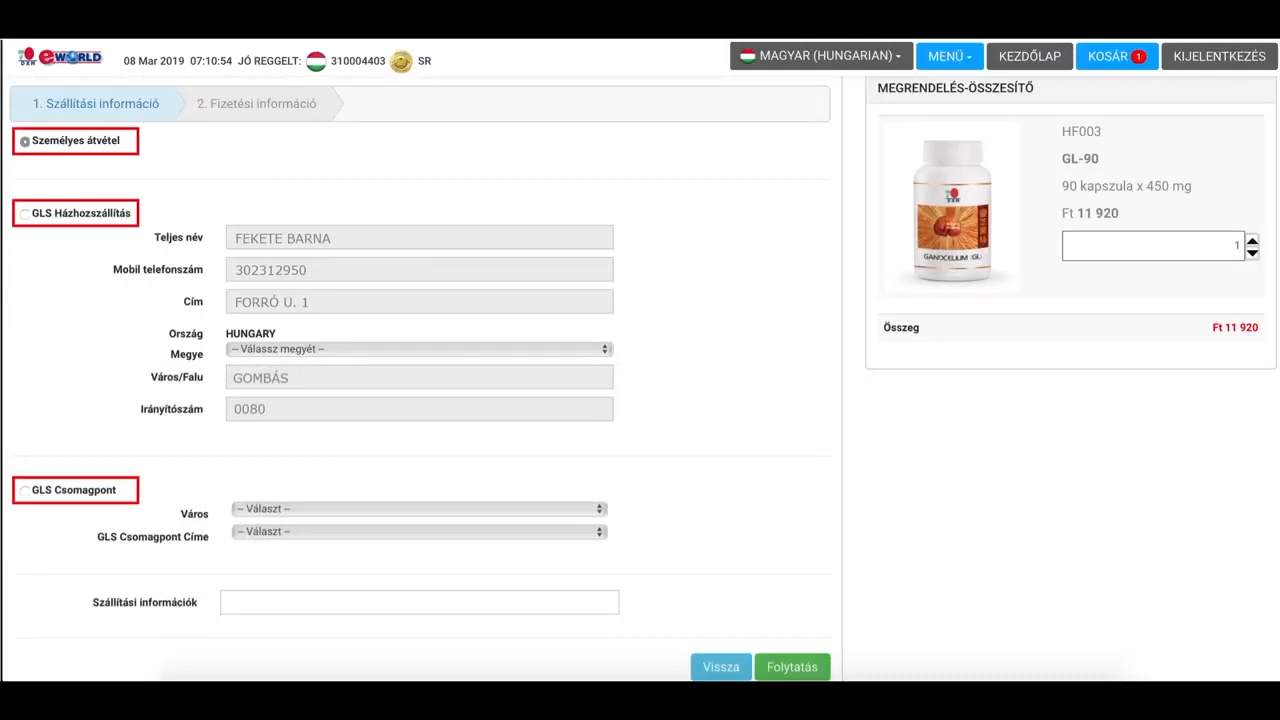 DXN eWORLD
08 Mar 2019 07:10:54 JÓ REGGELT: 310004403 SR
MAGYAR (HUNGARIAN)
MENÜ
KEZDŐLAP
KOSÁR 1
KIJELENTKEZÉS
1. Szállítási információ
2. Fizetési információ
Személyes átvétel
GLS Házhozszállítás
Teljes név FEKETE BARNA
Mobil telefonszám 302312950
Cím FORRÓ U. 1
Ország HUNGARY
Megye -- Válassz megyét --
Város/Falu GOMBÁS
Irányítószám 0080
GLS Csomagpont
Város -- Választ --
GLS Csomagpont Címe -- Választ --
Szállítási információk
Vissza
Folytatás
MEGRENDELÉS-ÖSSZESÍTŐ
DXN
GANOCELIUM (GL)
HF003
GL-90
90 kapszula x 450 mg
Ft 11 920
1
Összeg Ft 11 920